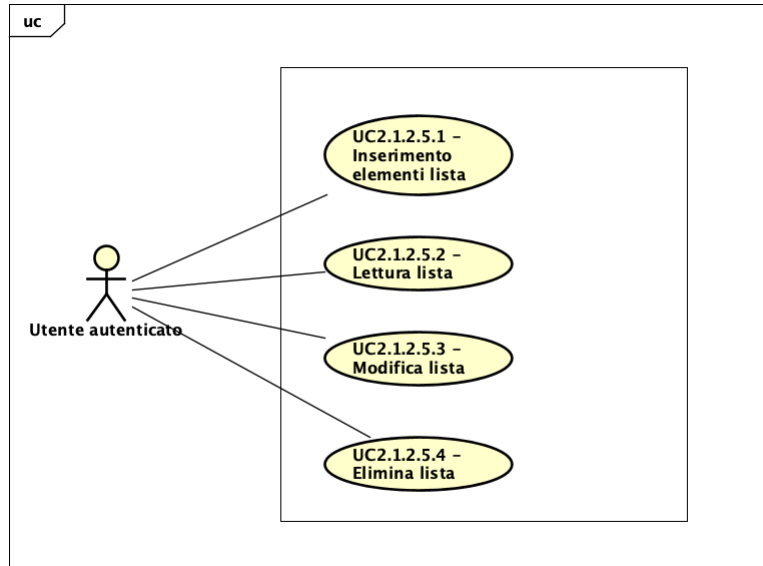 uc
UC2.1.2.5.1 –
Inserimento
elementi lista
UC2.1.2.5.2 –
Lettura lista
Utente autenticato
UC2.1.2.5.3 –
Modifica lista
UC2.1.2.5.4 –
Elimina lista